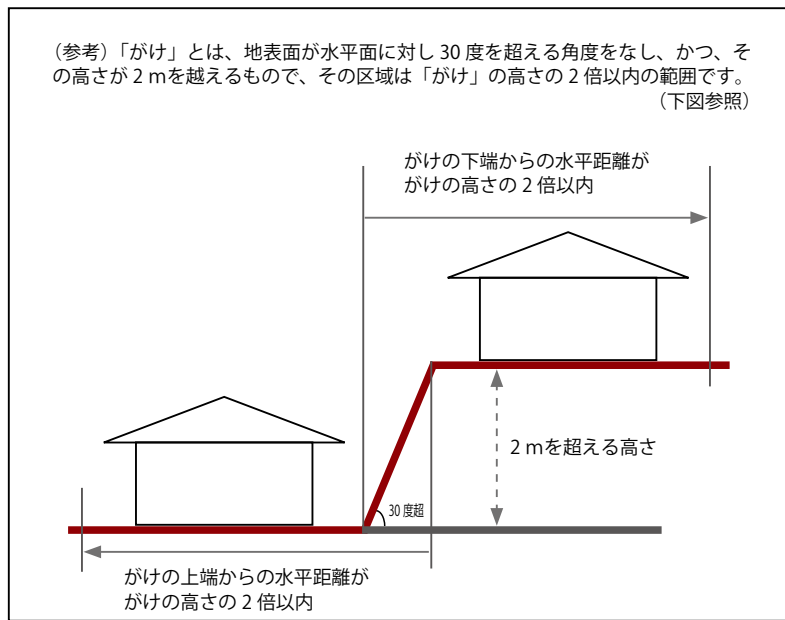 （参考）「がけ」とは、地表面が水平面に対し 30 度を超える角度をなし、かつ、そ
の高さが 2 ｍを越えるもので、その区域は「がけ」の高さの 2 倍以内の範囲です。
（下図参照）
がけの下端からの水平距離が
がけの高さの 2 倍以内
2 ｍを超える高さ
30 度超
がけの上端からの水平距離が
がけの高さの 2 倍以内